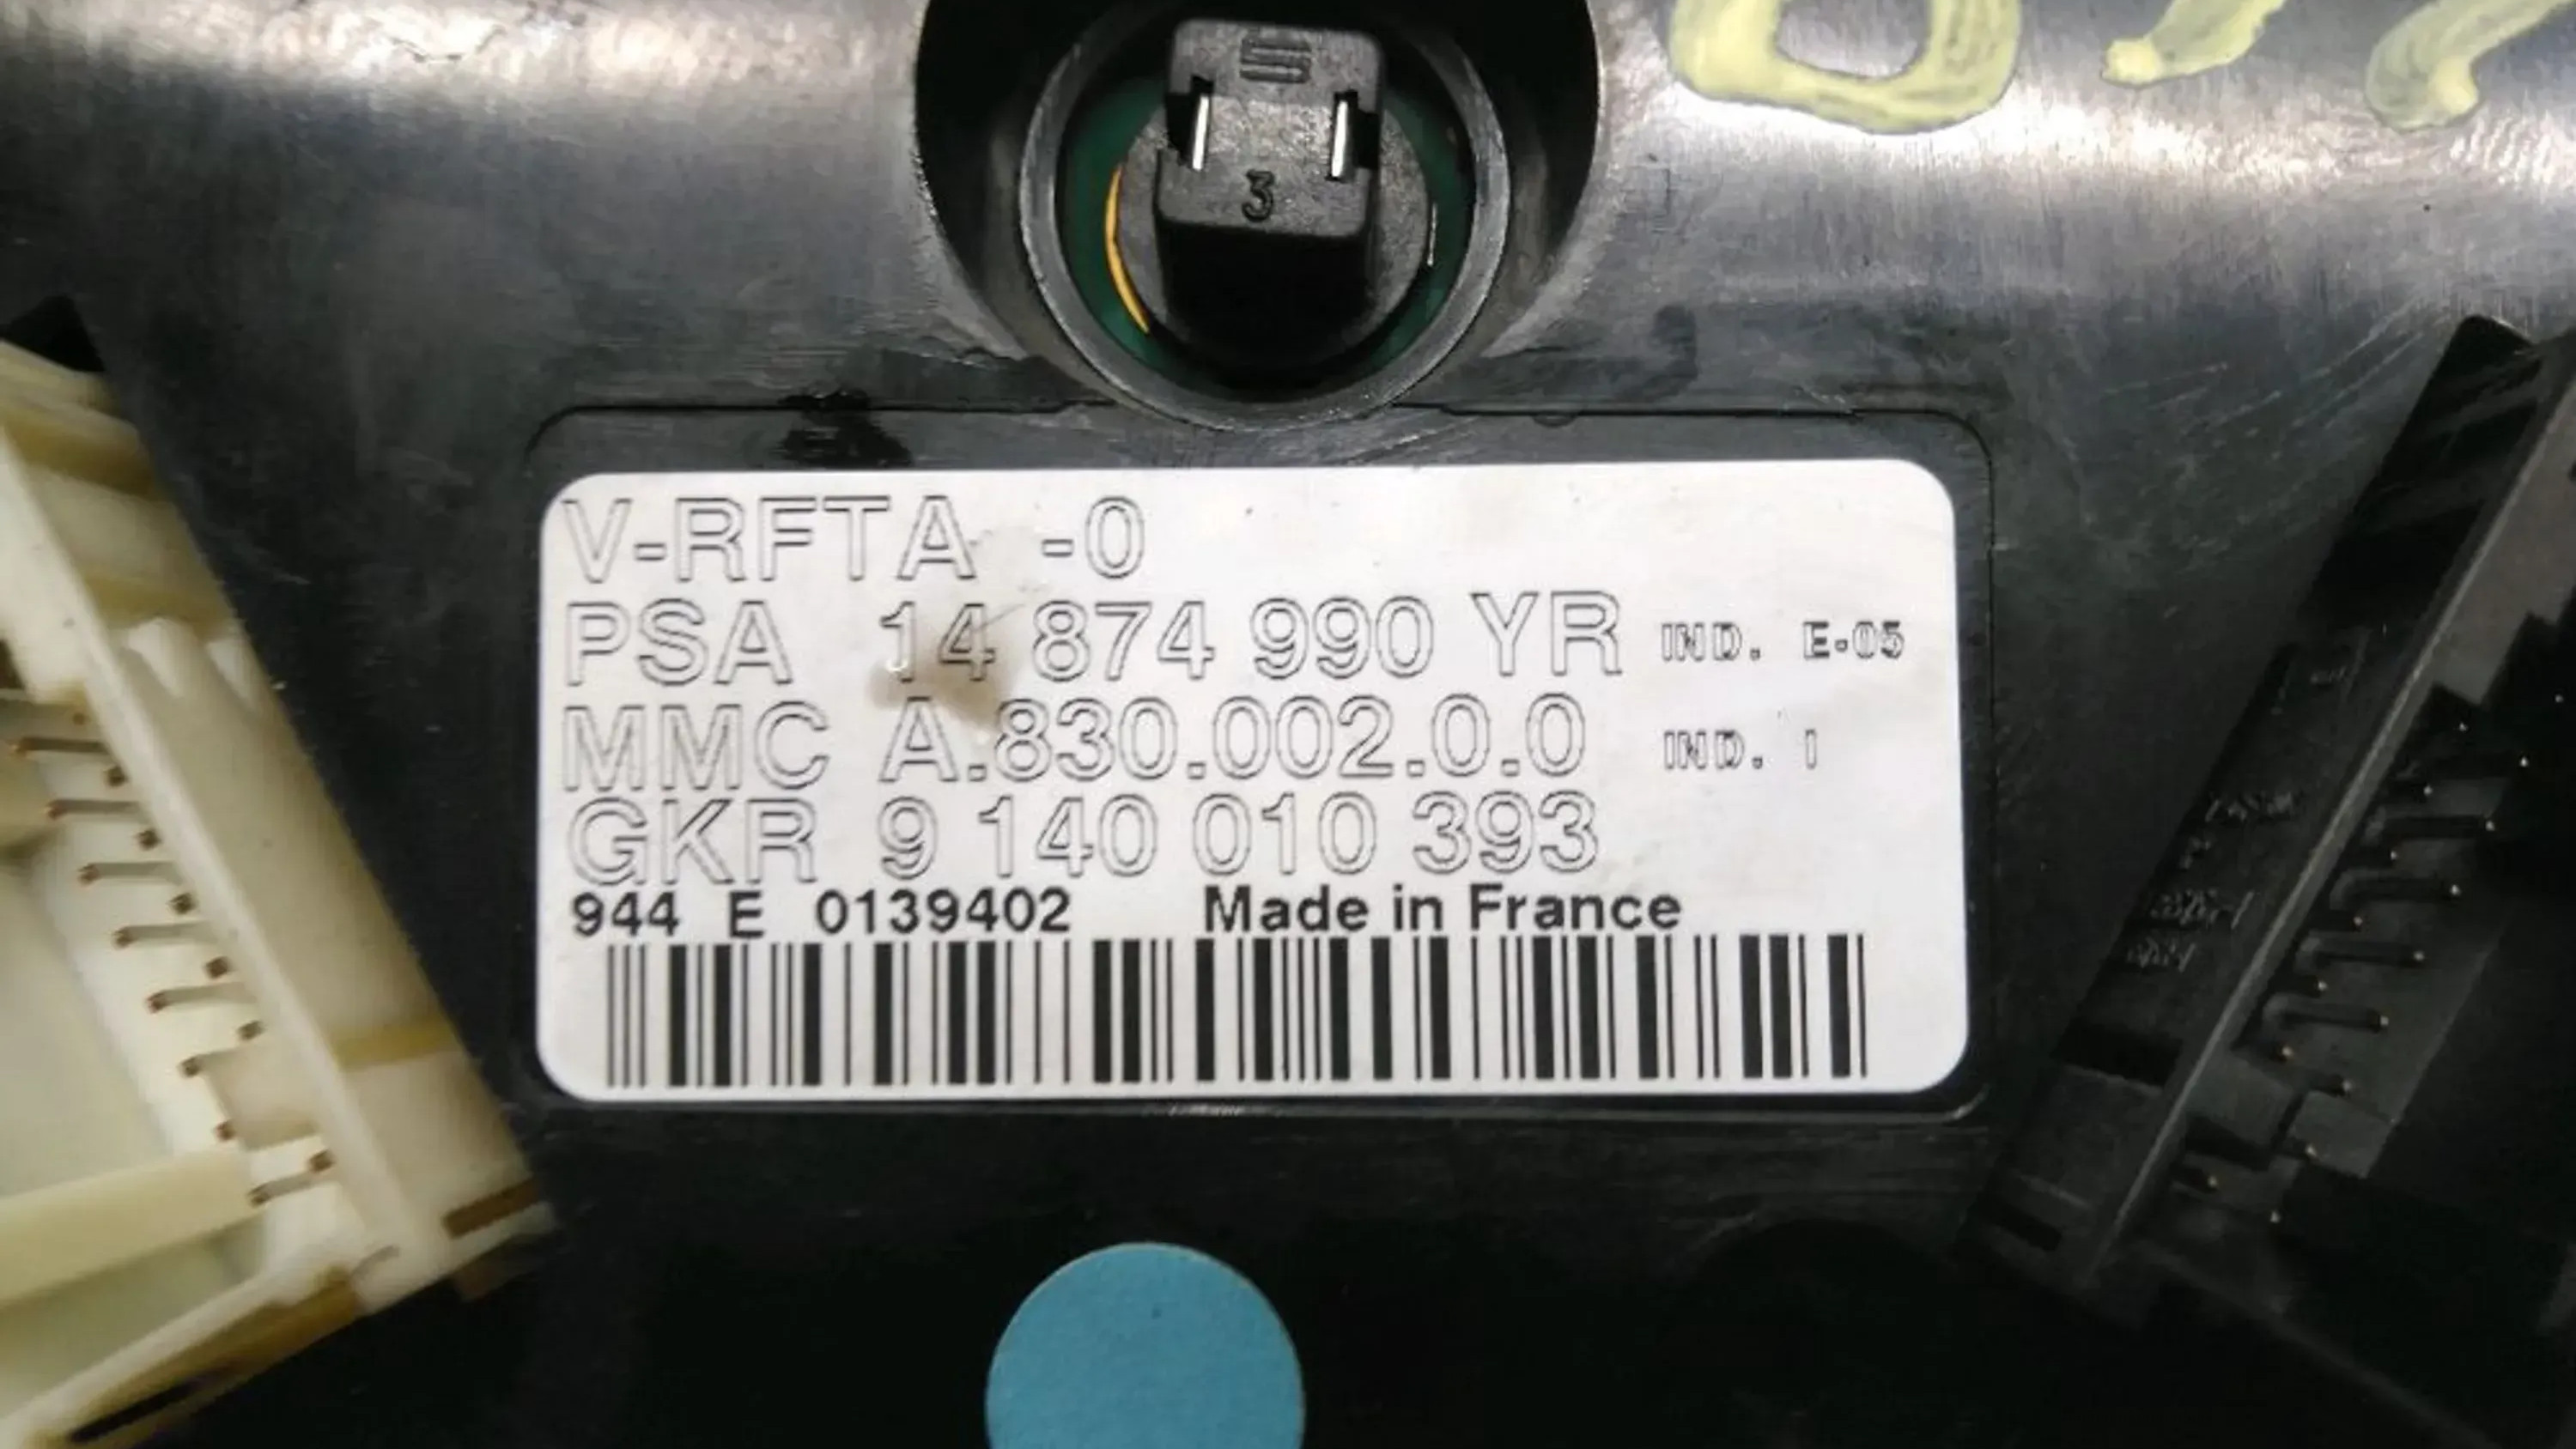 3
V-RFTA -0
PSA 14 874 990 YR IND. E-05
MMC A.830.002.0.0 IND. I
GKR 9 140 010 393
944 E 0139402 Made in France